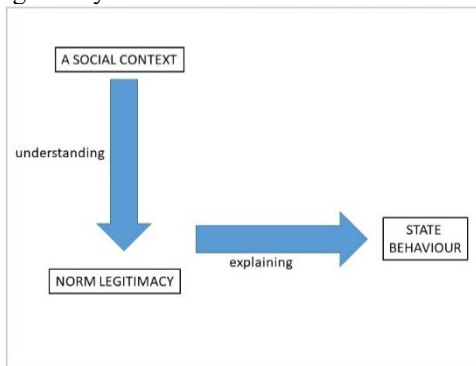 A SOCIAL CONTEXT
understanding
STATE
BEHAVIOUR
explaining
NORM LEGITIMACY